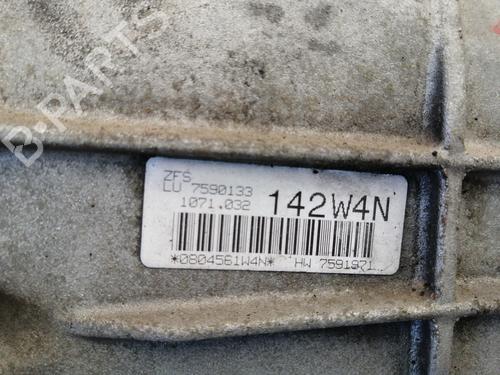 B-PARTS
ZFS
LU 7590133
1071.032 142W4N
*0804561W4N* HW 7591971